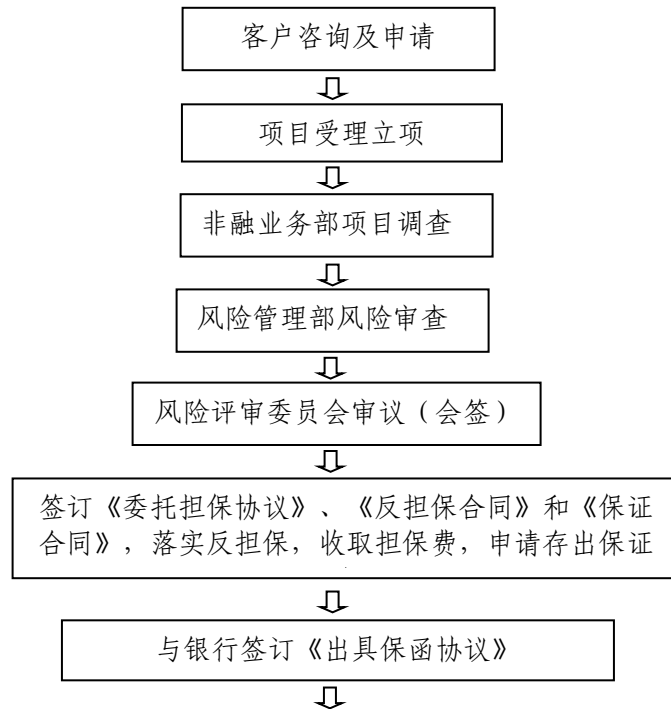 客户咨询及申请
项目受理立项
非融业务部项目调查
风险管理部风险审查
风险评审委员会审议（会签）
签订《委托担保协议》、《反担保合同》和《保证
合同》，落实反担保，收取担保费，申请存出保证
与银行签订《出具保函协议》